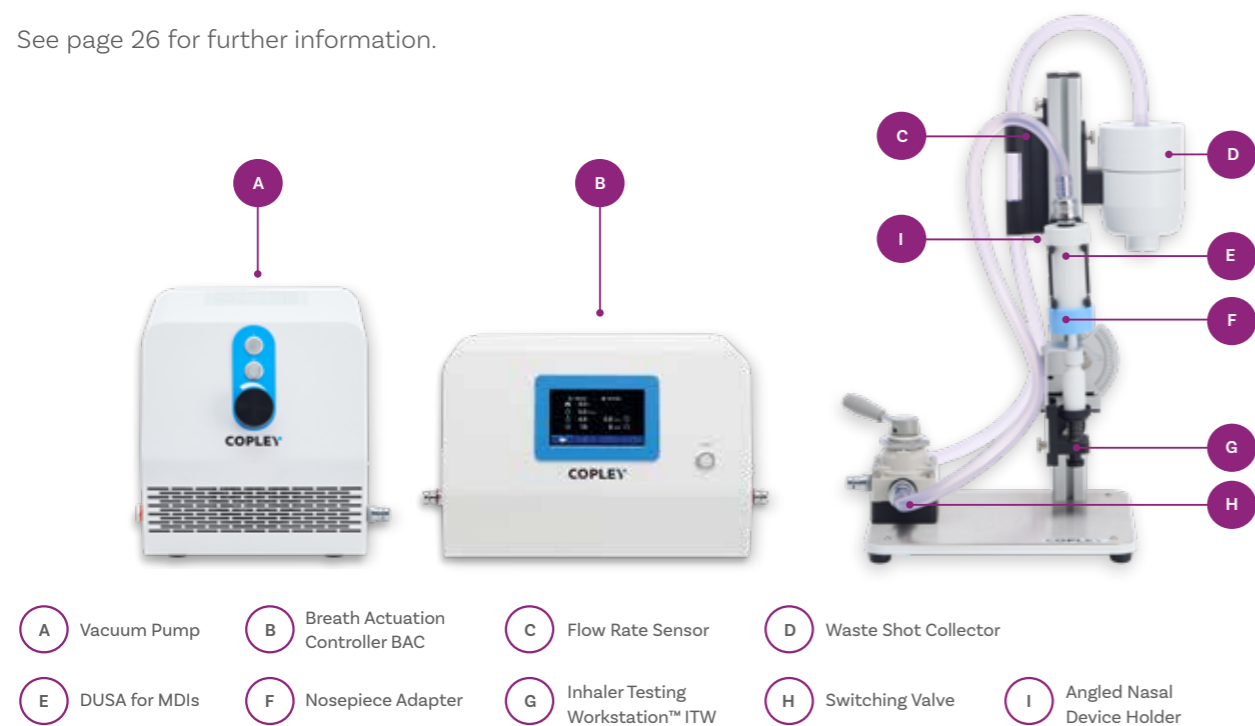 See page 26 for further information.
A
B
C
D
I
E
F
G
H
COPLEY
COPLEY
COPLEY
A Vacuum Pump
B Breath Actuation
Controller BAC
C Flow Rate Sensor
D Waste Shot Collector
E DUSA for MDIs
F Nosepiece Adapter
G Inhaler Testing
Workstation™ ITW
H Switching Valve
I Angled Nasal
Device Holder